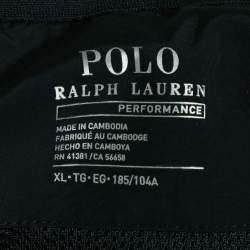 POLO
RALPH LAUREN
PERFORMANCE
MADE IN CAMBODIA
FABRIQUÉ AU CAMBODGE
HECHO EN CAMBOYA
RN 41381 / CA 56658
XL • TG • EG • 185/104A